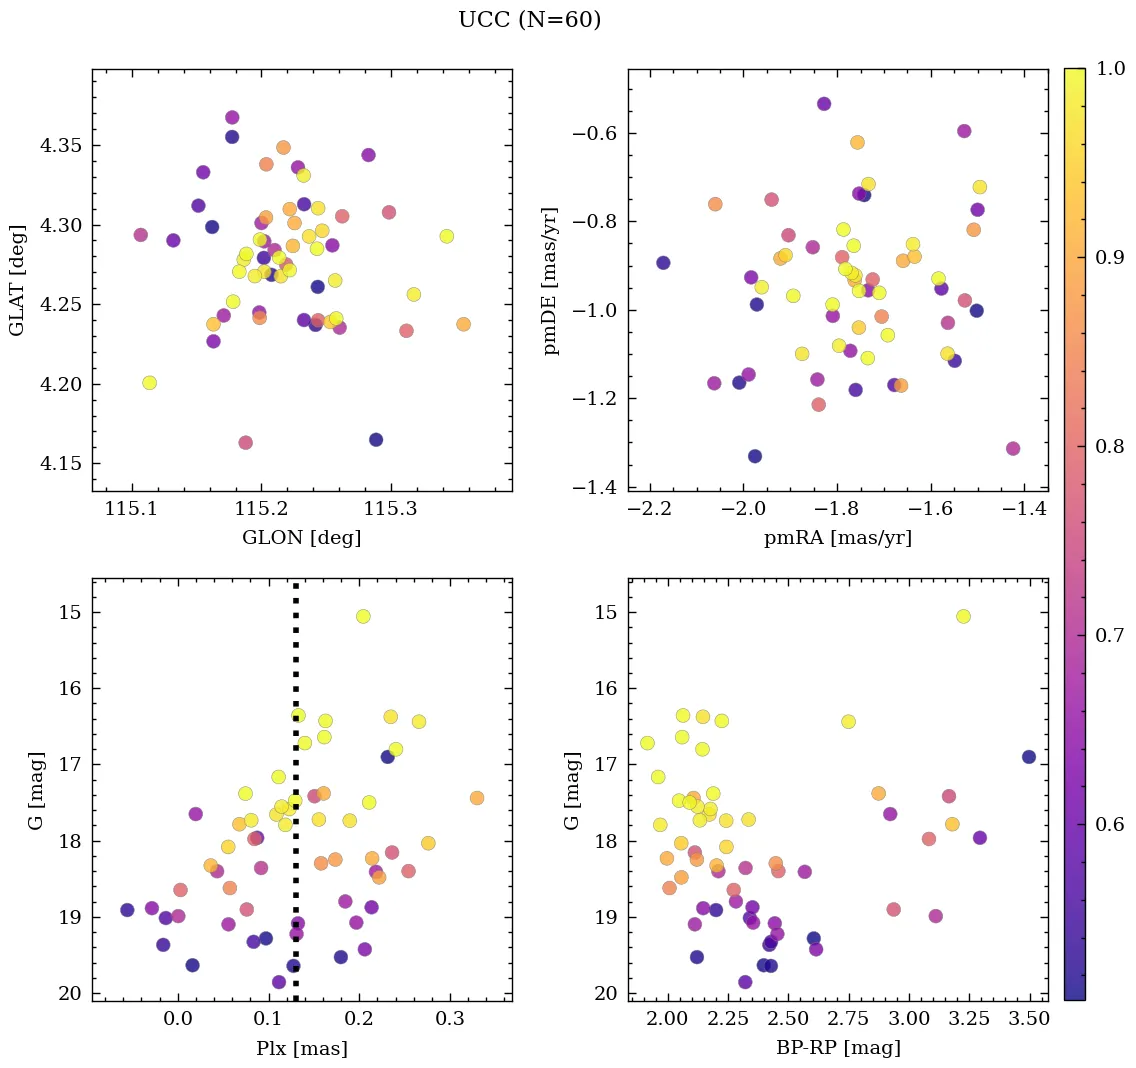 UCC (N=60)
4.35
4.30
4.25
4.20
4.15
GLAT [deg]
115.1 115.2 115.3
GLON [deg]
−0.6
−0.8
−1.0
−1.2
−1.4
pmDE [mas/yr]
−2.2 −2.0 −1.8 −1.6 −1.4
pmRA [mas/yr]
1.0
0.9
0.8
0.7
0.6
15
16
17
18
19
20
G [mag]
0.0 0.1 0.2 0.3
Plx [mas]
15
16
17
18
19
20
G [mag]
2.00 2.25 2.50 2.75 3.00 3.25 3.50
BP-RP [mag]